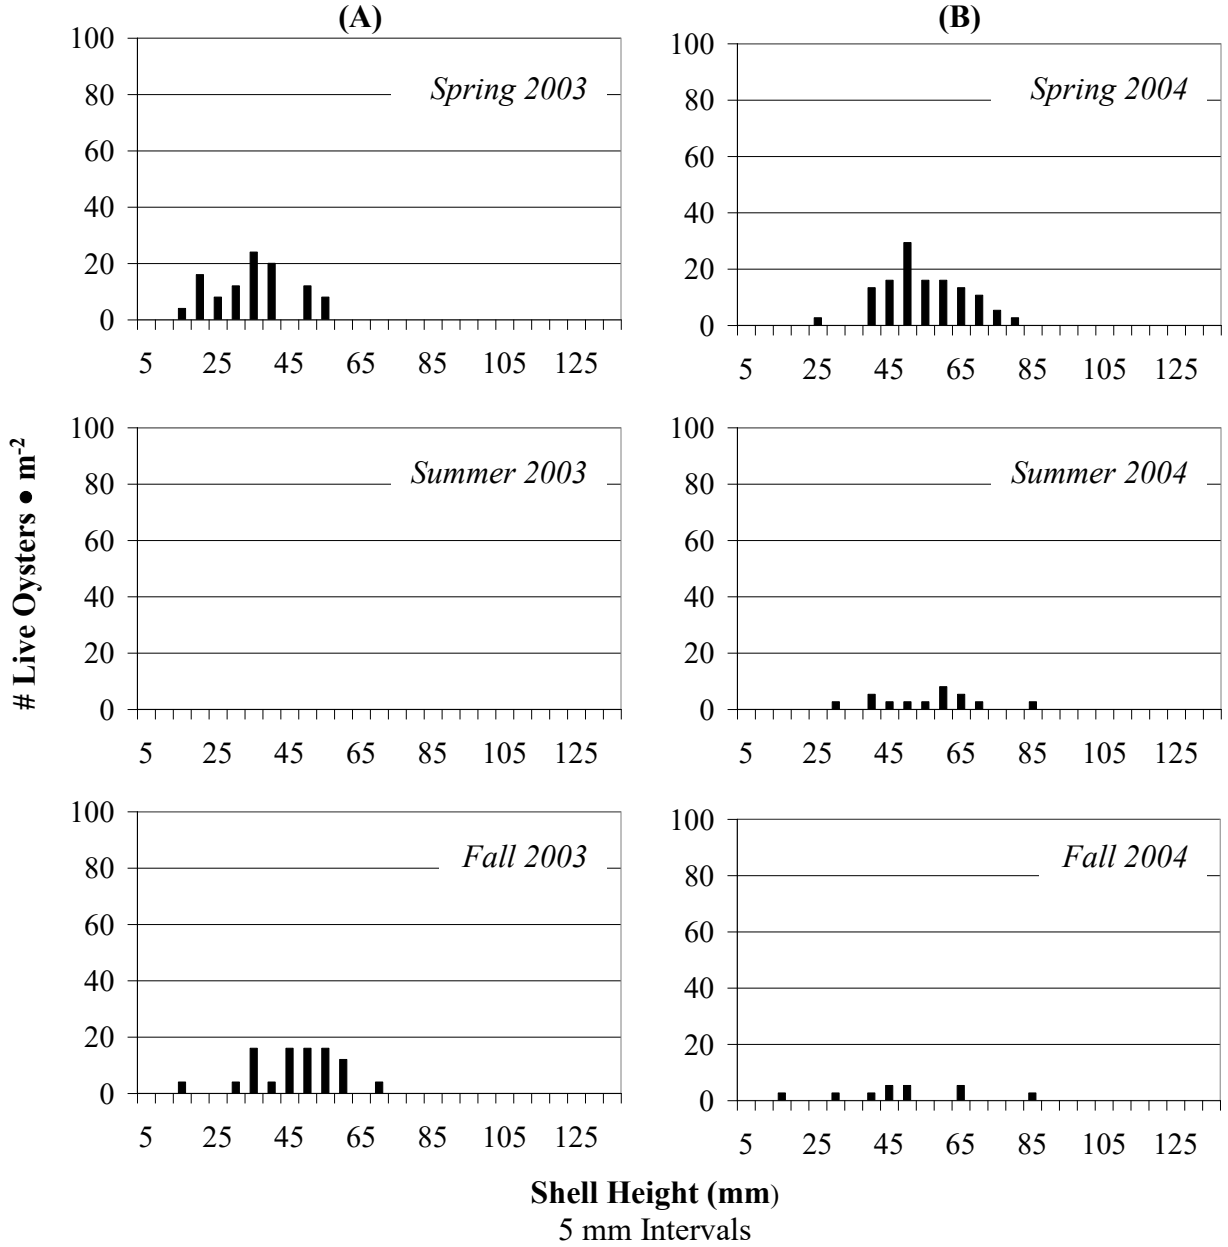 (A)
(B)
100
80
60
40
20
0
Spring 2003
5 25 45 65 85 105 125
100
80
60
40
20
0
Spring 2004
5 25 45 65 85 105 125
# Live Oysters ● m-2
100
80
60
40
20
0
Summer 2003
5 25 45 65 85 105 125
100
80
60
40
20
0
Summer 2004
5 25 45 65 85 105 125
100
80
60
40
20
0
Fall 2003
5 25 45 65 85 105 125
100
80
60
40
20
0
Fall 2004
5 25 45 65 85 105 125
Shell Height (mm)
5 mm Intervals